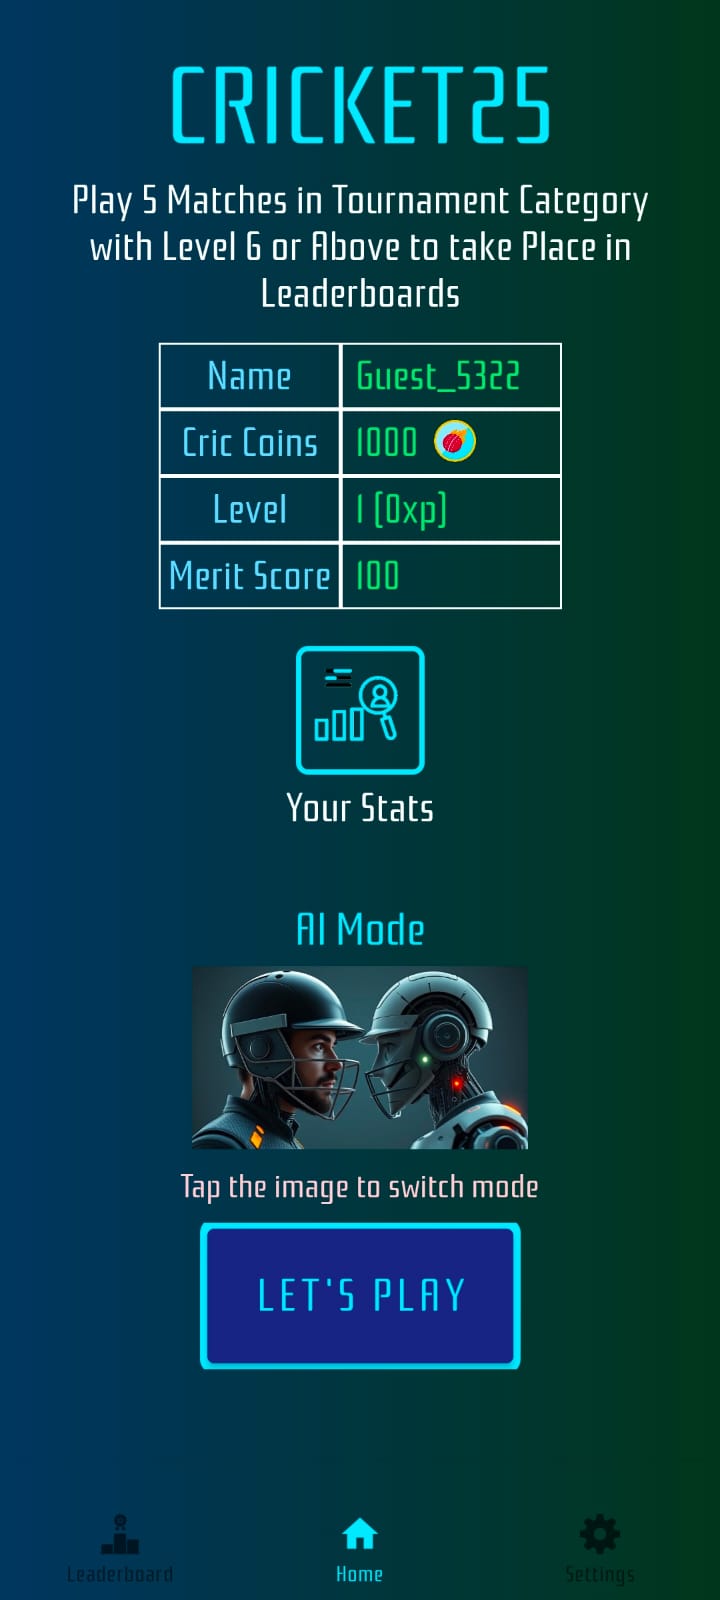 CRICKET25
Play 5 Matches in Tournament Category
with Level 6 or Above to take Place in
Leaderboards
Name Guest_5322
Cric Coins 1000
Level 1 (0xp)
Merit Score 100
Your Stats
AI Mode
Tap the image to switch mode
LET'S PLAY
Leaderboard Home Settings